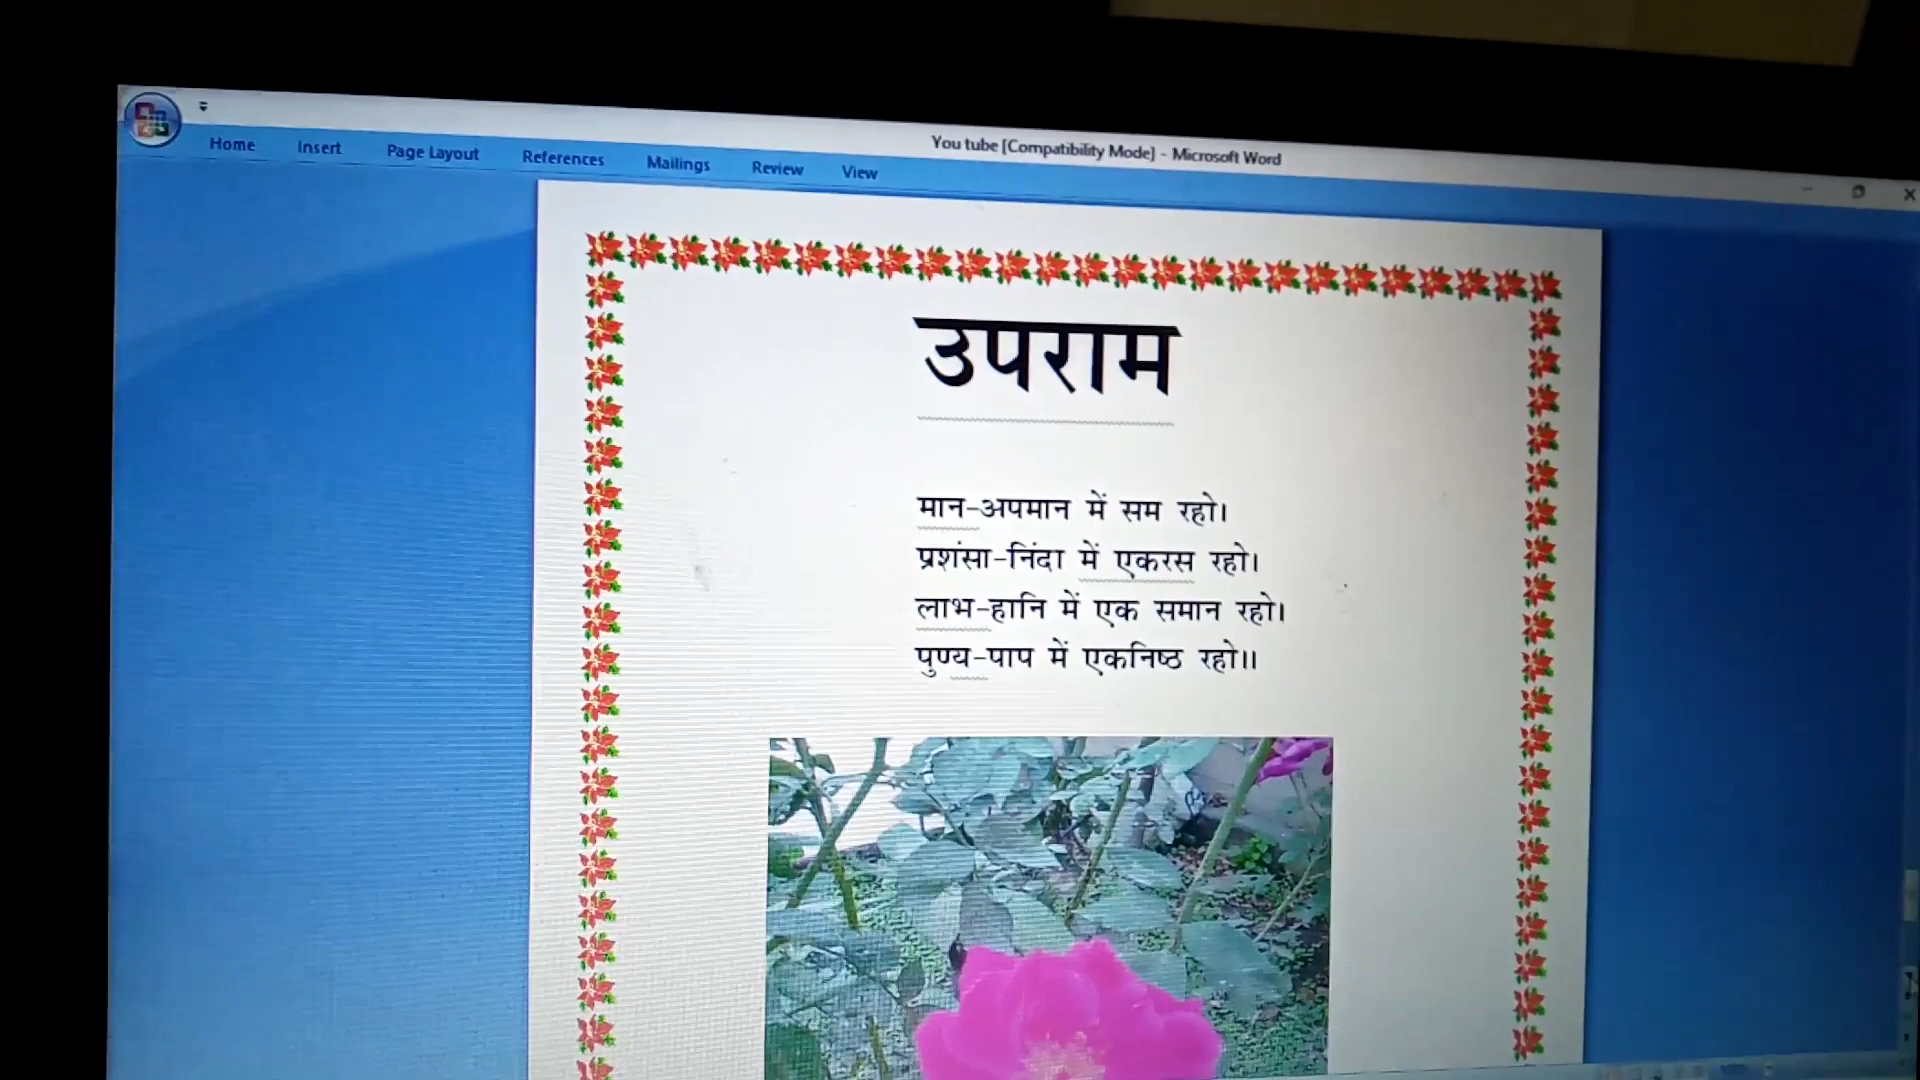 You tube [Compatibility Mode] - Microsoft Word
Home Insert Page Layout References Mailings Review View
उपराम
मान-अपमान में सम रहो।
प्रशंसा-निंदा में एकरस रहो।
लाभ-हानि में एक समान रहो।
पुण्य-पाप में एकनिष्ठ रहो।।